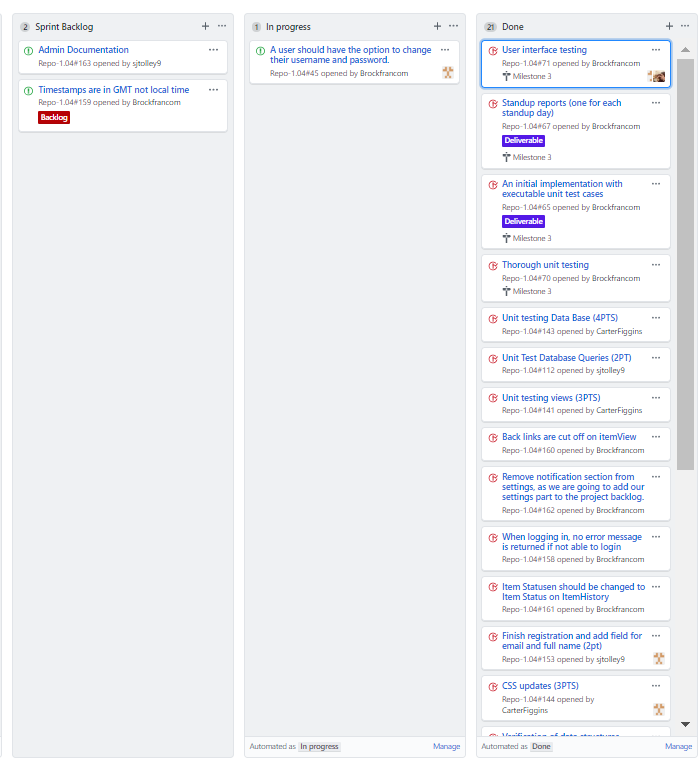 2 Sprint Backlog
Admin Documentation
Repo-1.04#163 opened by sjtolley9
Timestamps are in GMT not local time
Repo-1.04#159 opened by Brockfrancom
Backlog
1 In progress
A user should have the option to change
their username and password.
Repo-1.04#45 opened by Brockfrancom
Automated as In progress
Manage
21 Done
User interface testing
Repo-1.04#71 opened by Brockfrancom
Milestone 3
Standup reports (one for each
standup day)
Repo-1.04#67 opened by Brockfrancom
Deliverable
Milestone 3
An initial implementation with
executable unit test cases
Repo-1.04#65 opened by Brockfrancom
Deliverable
Milestone 3
Thorough unit testing
Repo-1.04#70 opened by Brockfrancom
Milestone 3
Unit testing Data Base (4PTS)
Repo-1.04#143 opened by CarterFiggins
Unit Test Database Queries (2PT)
Repo-1.04#112 opened by sjtolley9
Unit testing views (3PTS)
Repo-1.04#141 opened by CarterFiggins
Back links are cut off on itemView
Repo-1.04#160 opened by Brockfrancom
Remove notification section from
settings, as we are going to add our
settings part to the project backlog.
Repo-1.04#162 opened by Brockfrancom
When logging in, no error message
is returned if not able to login
Repo-1.04#158 opened by Brockfrancom
Item Statusen should be changed to
Item Status on ItemHistory
Repo-1.04#161 opened by Brockfrancom
Finish registration and add field for
email and full name (2pt)
Repo-1.04#153 opened by sjtolley9
CSS updates (3PTS)
Repo-1.04#144 opened by
CarterFiggins
Verification of data structures
Automated as Done
Manage